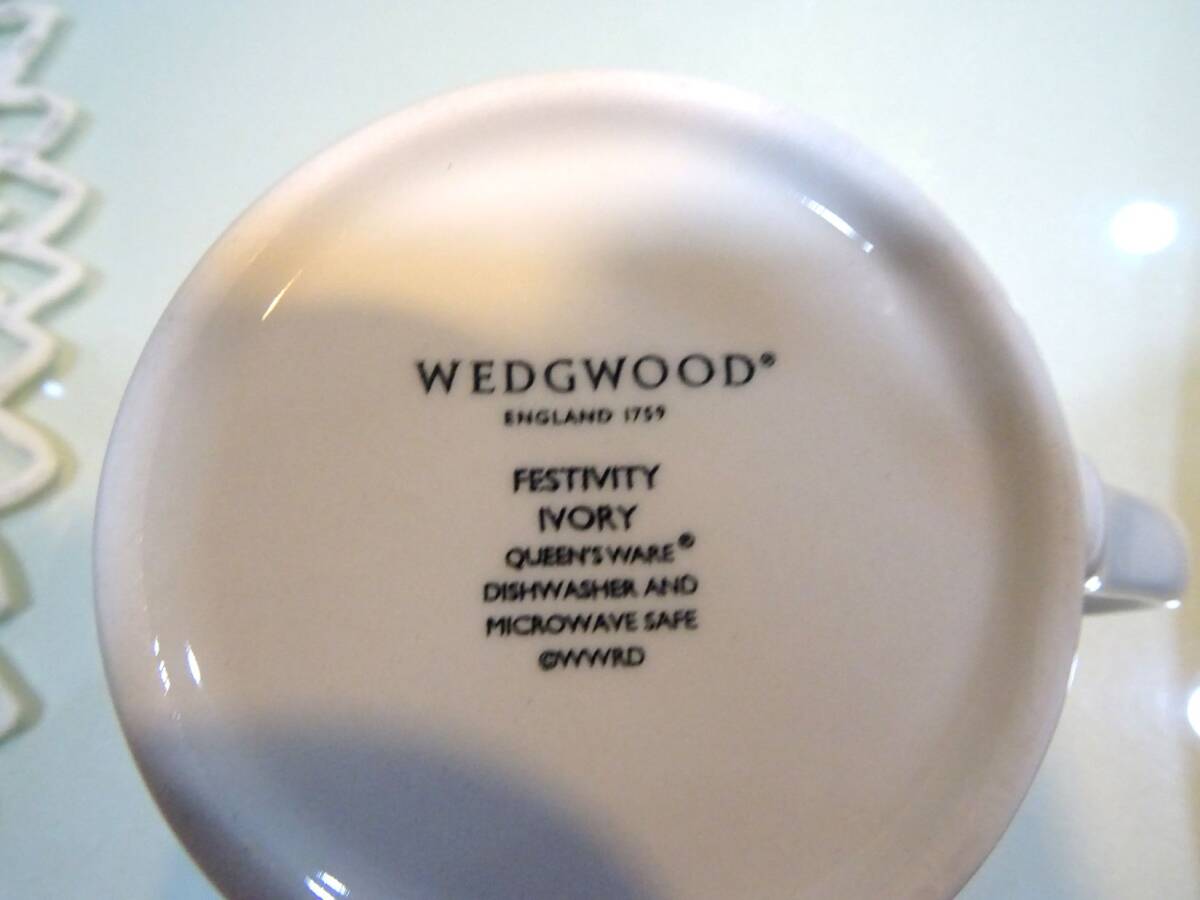 WEDGWOOD®
ENGLAND 1759
FESTIVITY
IVORY
QUEEN'S WARE®
DISHWASHER AND
MICROWAVE SAFE
©WWRD